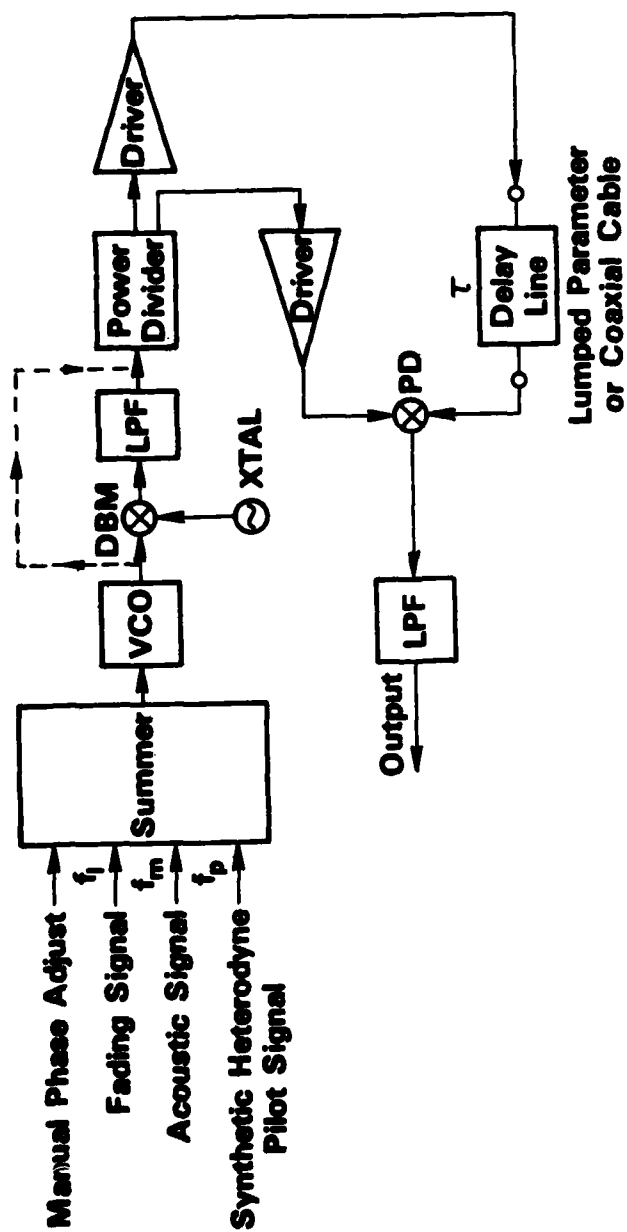 Manual Phase Adjust
Fading Signal
fl
Acoustic Signal
fm
Synthetic Heterodyne
Pilot Signal
fp
Summer
VCO
DBM
XTAL
LPF
Power
Divider
Driver
Driver
PD
LPF
Output
τ
Delay
Line
Lumped Parameter
or Coaxial Cable